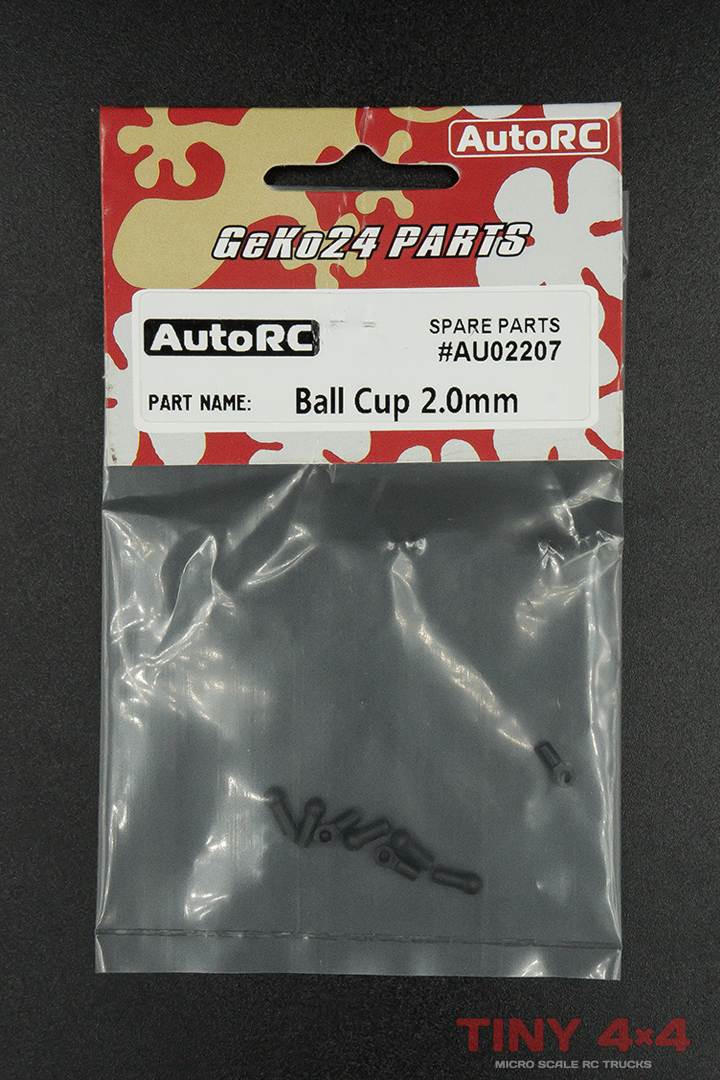 AutoRC
GeKo24 PARTS
AutoRC
SPARE PARTS
#AU02207
PART NAME: Ball Cup 2.0mm
TINY 4x4
MICRO SCALE RC TRUCKS